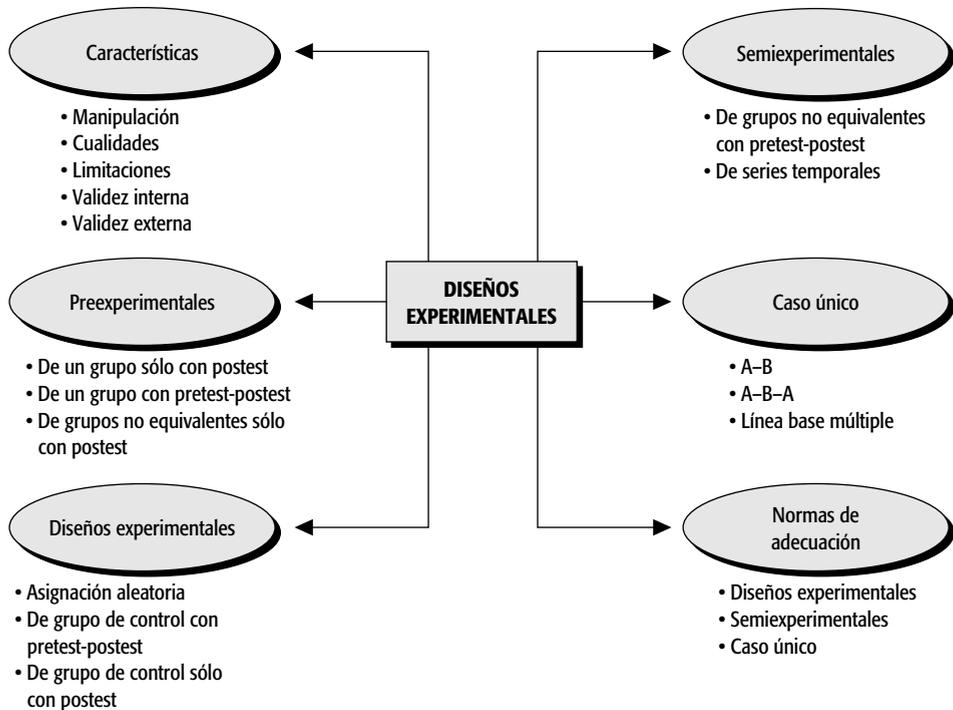 Características
• Manipulación
• Cualidades
• Limitaciones
• Validez interna
• Validez externa
Semiexperimentales
• De grupos no equivalentes
con pretest-postest
• De series temporales
DISEÑOS
EXPERIMENTALES
Preexperimentales
• De un grupo sólo con postest
• De un grupo con pretest-postest
• De grupos no equivalentes sólo
con postest
Caso único
• A–B
• A–B–A
• Línea base múltiple
Diseños experimentales
• Asignación aleatoria
• De grupo de control con
pretest-postest
• De grupo de control sólo
con postest
Normas de
adecuación
• Diseños experimentales
• Semiexperimentales
• Caso único